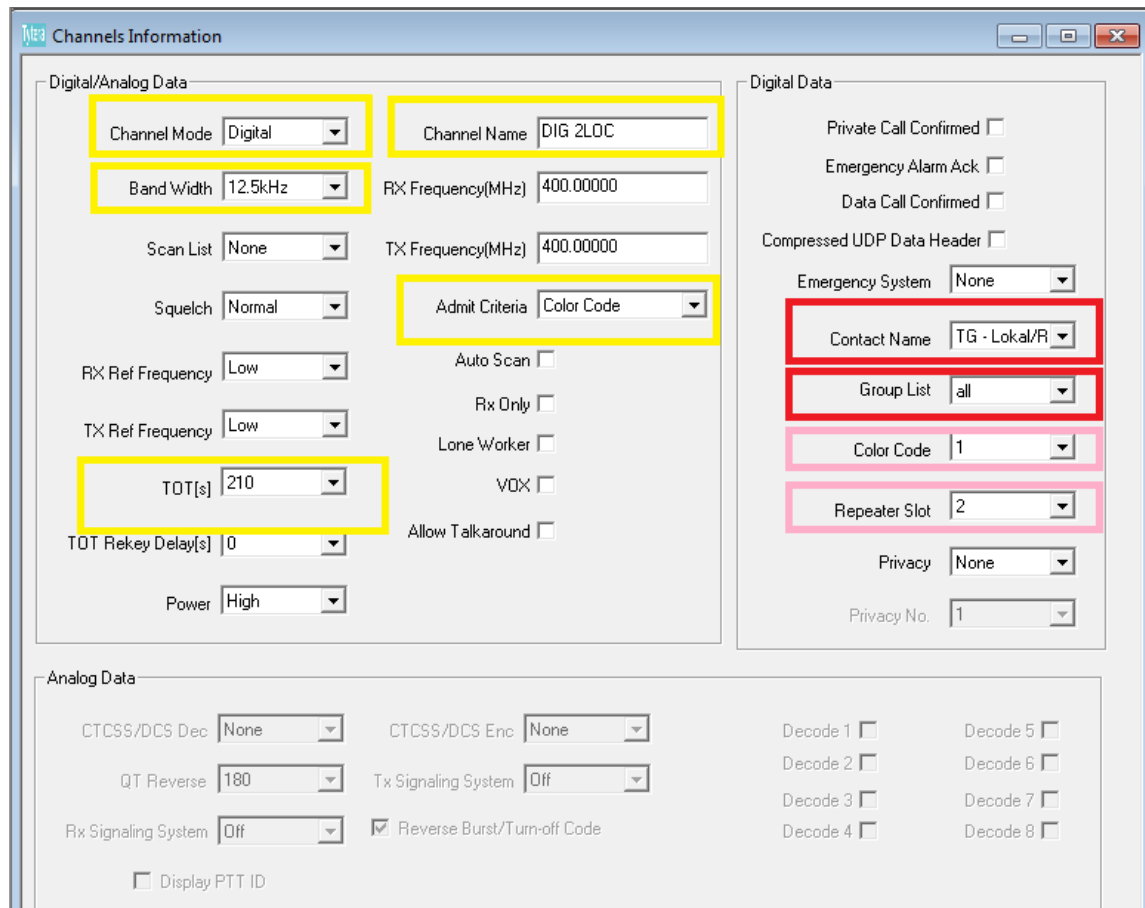 Tytera Channels Information
Digital/Analog Data
Channel Mode Digital
Channel Name DIG 2LOC
Band Width 12.5kHz
RX Frequency(MHz) 400.00000
Scan List None
TX Frequency(MHz) 400.00000
Squelch Normal
Admit Criteria Color Code
RX Ref Frequency Low
Auto Scan
Rx Only
TX Ref Frequency Low
Lone Worker
TOT[s] 210
VOX
TOT Rekey Delay[s] 0
Allow Talkaround
Power High
Digital Data
Private Call Confirmed
Emergency Alarm Ack
Data Call Confirmed
Compressed UDP Data Header
Emergency System None
Contact Name TG - Lokal/R
Group List all
Color Code 1
Repeater Slot 2
Privacy None
Privacy No. 1
Analog Data
CTCSS/DCS Dec None
CTCSS/DCS Enc None
QT Reverse 180
Tx Signaling System Off
Rx Signaling System Off
Reverse Burst/Turn-off Code
Display PTT ID
Decode 1
Decode 5
Decode 2
Decode 6
Decode 3
Decode 7
Decode 4
Decode 8